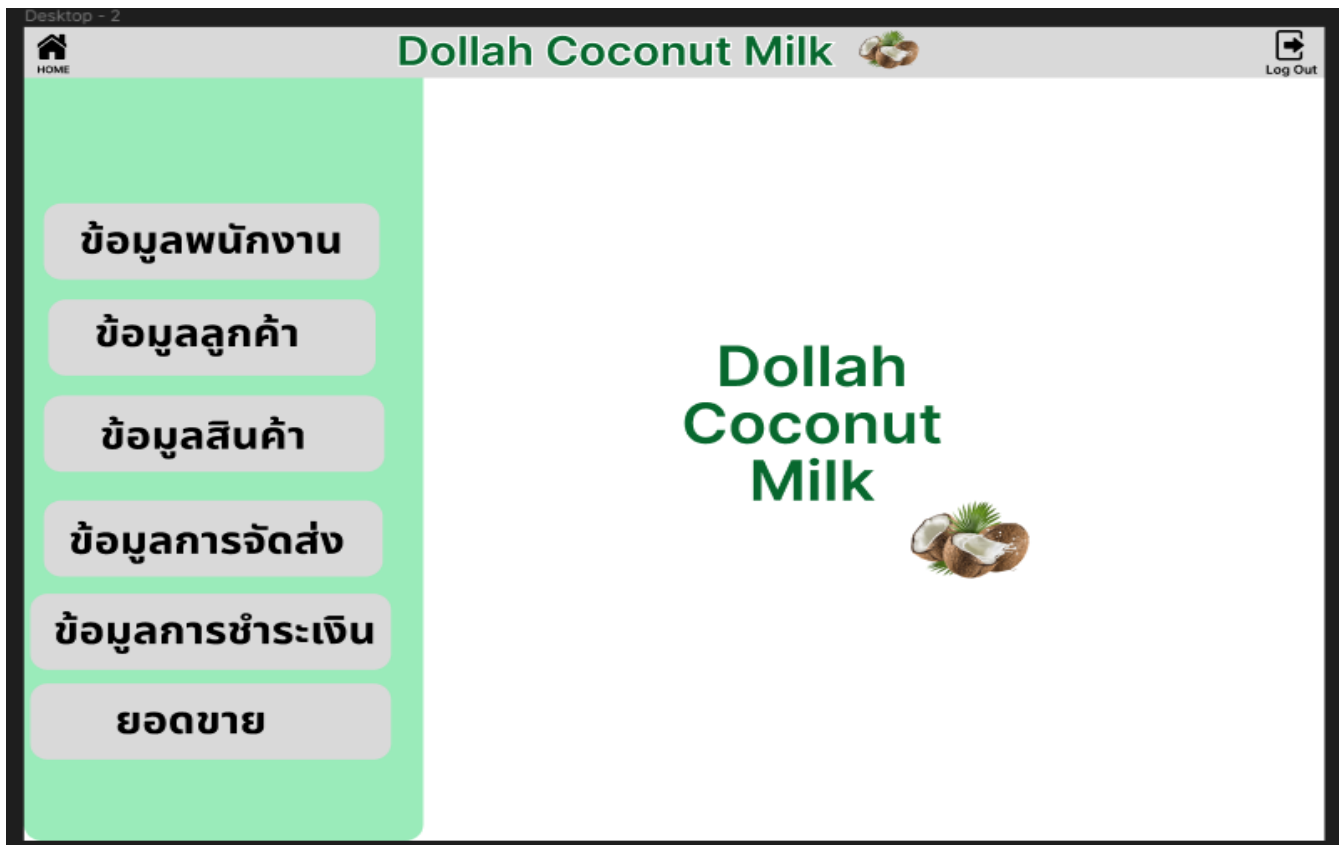 Desktop - 2
HOME
Dollah Coconut Milk
Log Out
ข้อมูลพนักงาน
ข้อมูลลูกค้า
ข้อมูลสินค้า
ข้อมูลการจัดส่ง
ข้อมูลการชำระเงิน
ยอดขาย
Dollah
Coconut
Milk